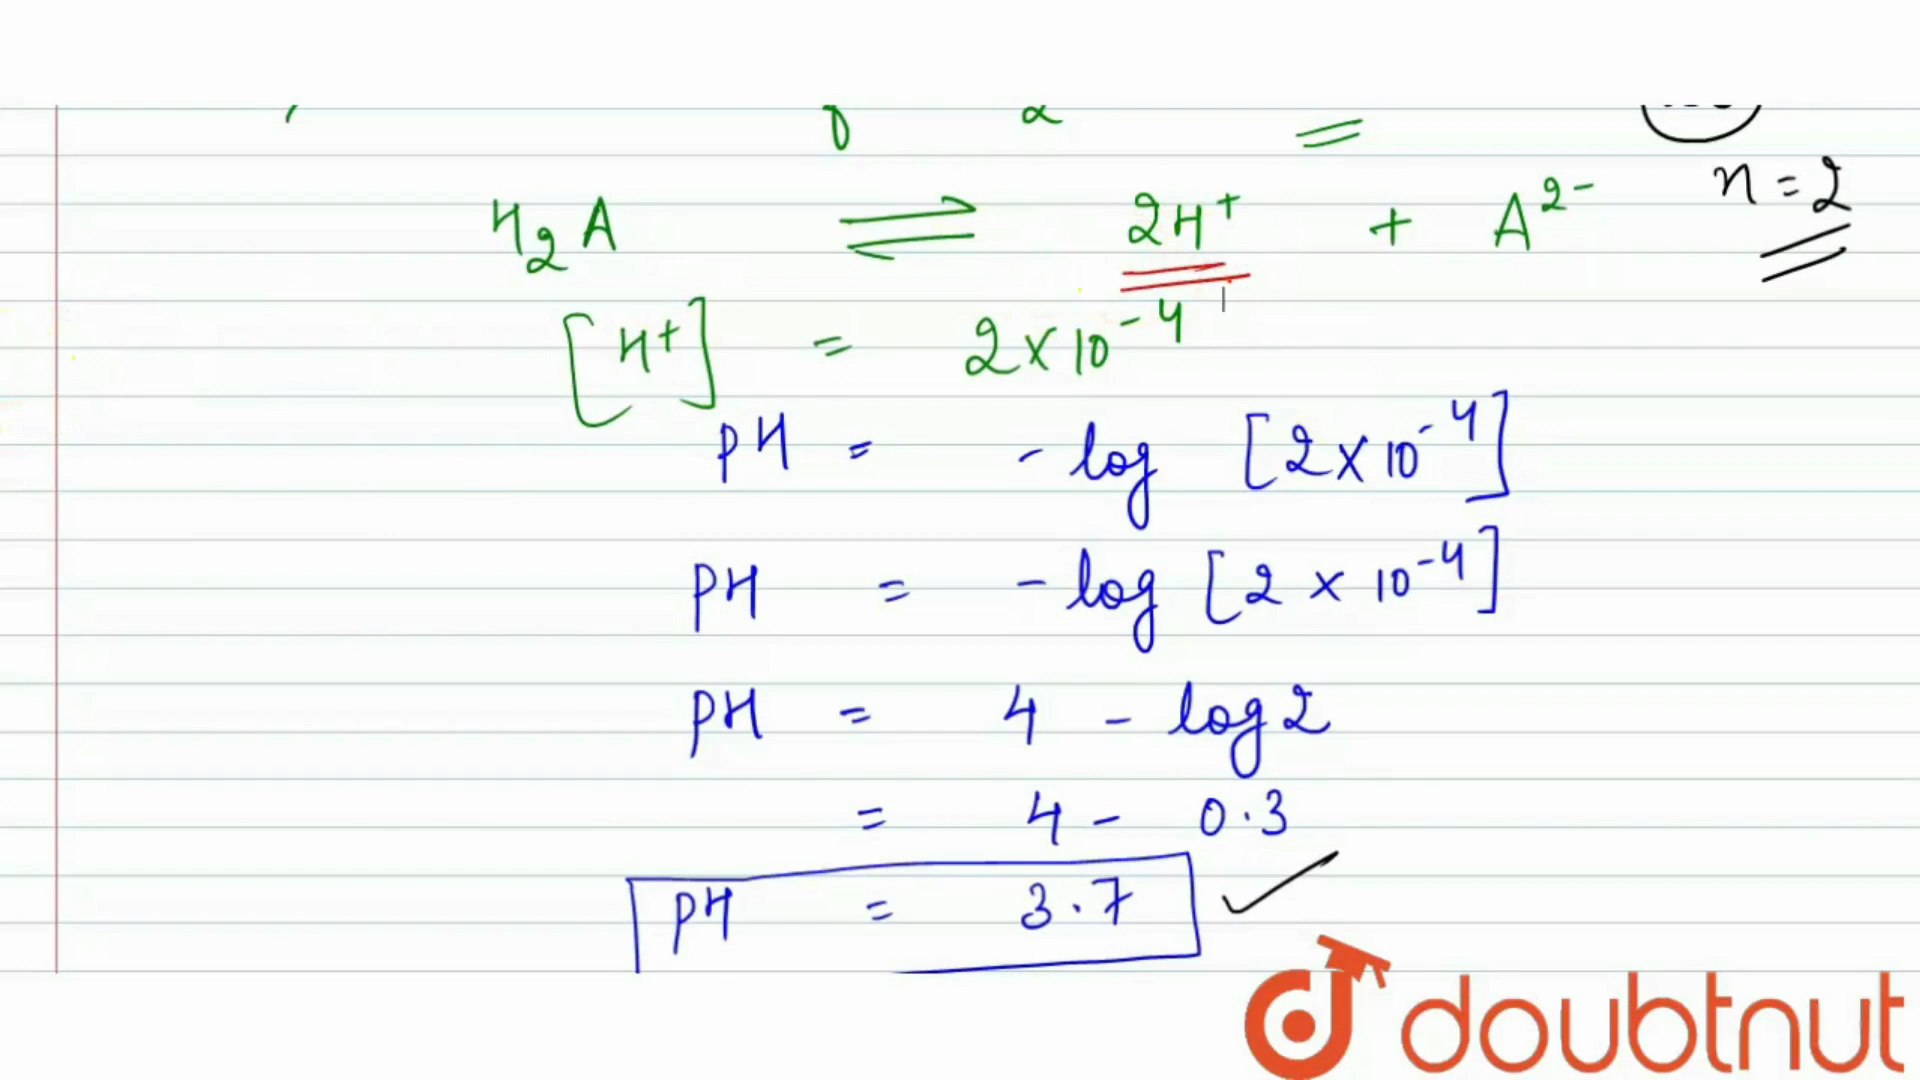 α =
n = 2
H₂A ⇌ 2H⁺ + A²⁻
[H⁺] = 2 × 10⁻⁴
PH = - log [2 × 10⁻⁴]
PH = - log [2 × 10⁻⁴]
PH = 4 - log 2
= 4 - 0.3
PH = 3.7
doubtnut